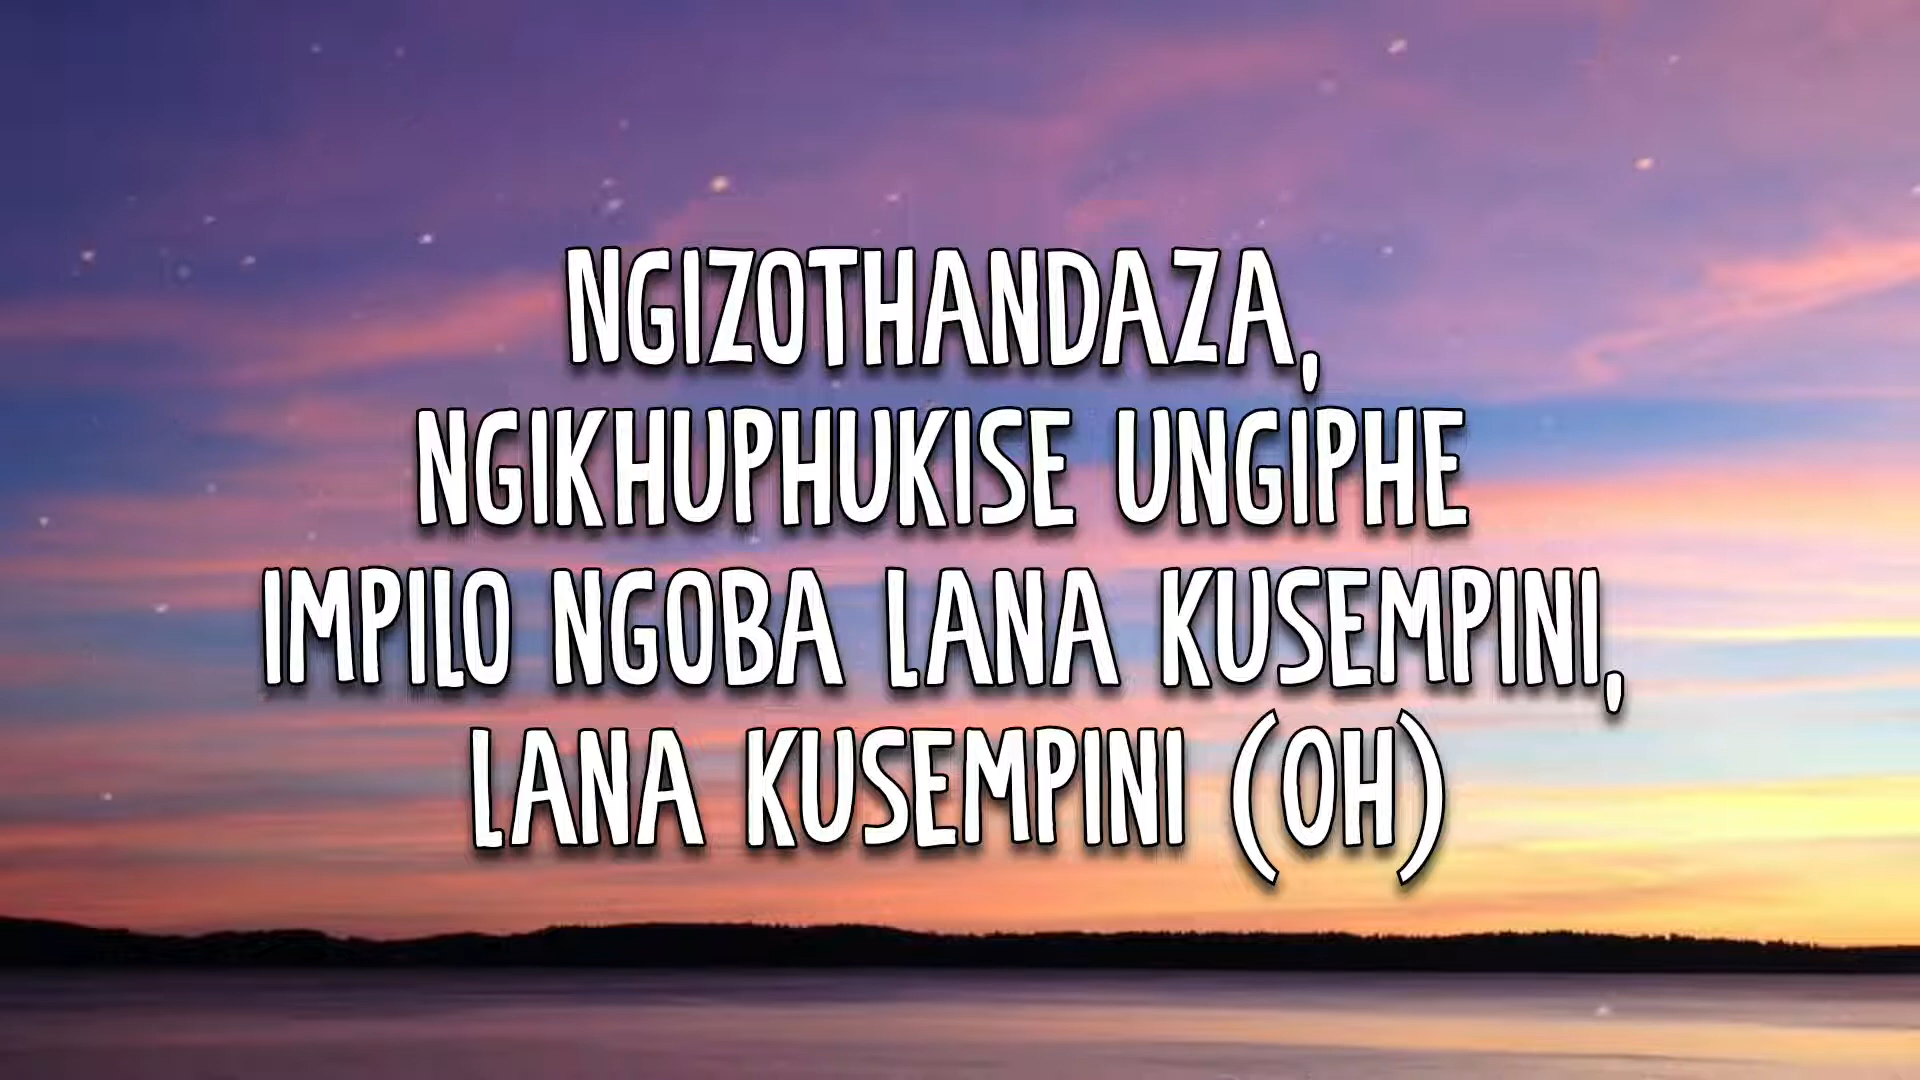 NGIZOTHANDAZA,
NGIKHUPHUKISE UNGIPHE
IMPILO NGOBA LANA KUSEMPINI,
LANA KUSEMPINI (OH)